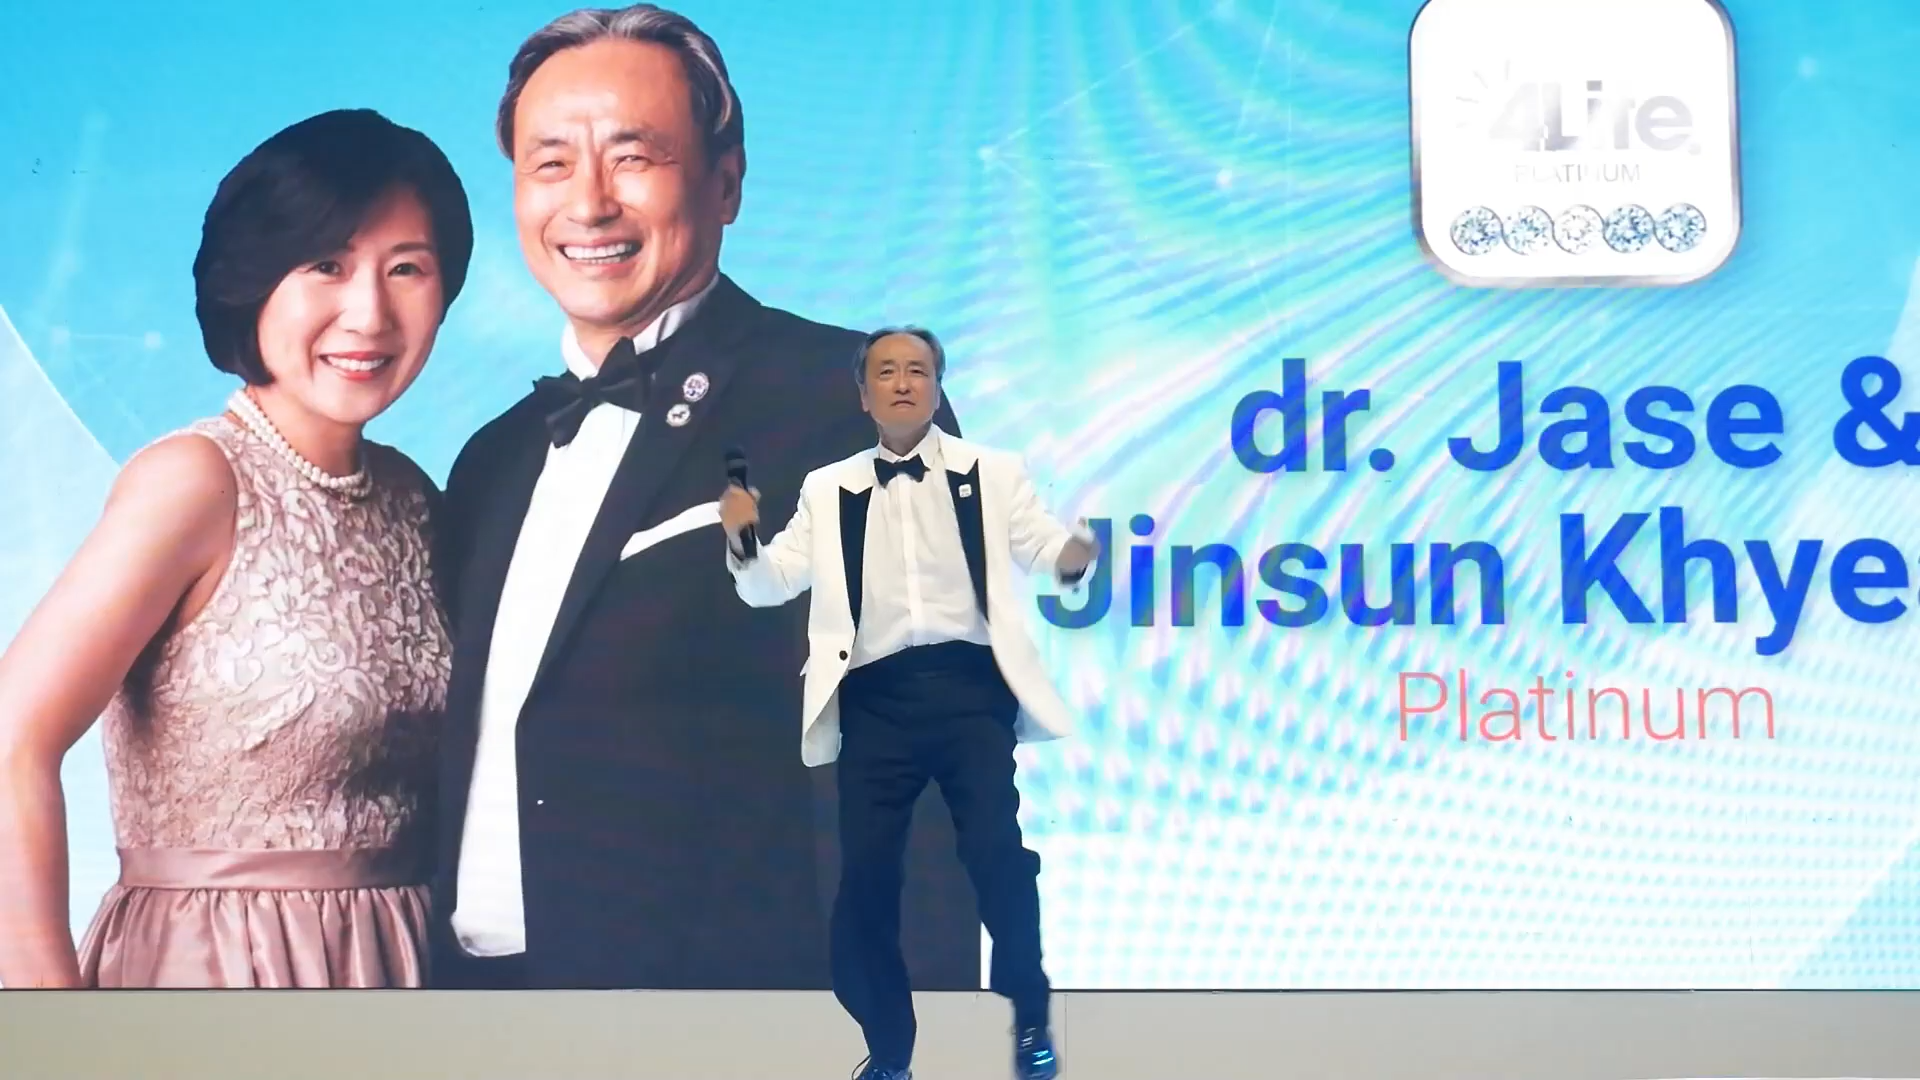 4Life
PLATINUM
dr. Jase &
Jinsun Khye
Platinum